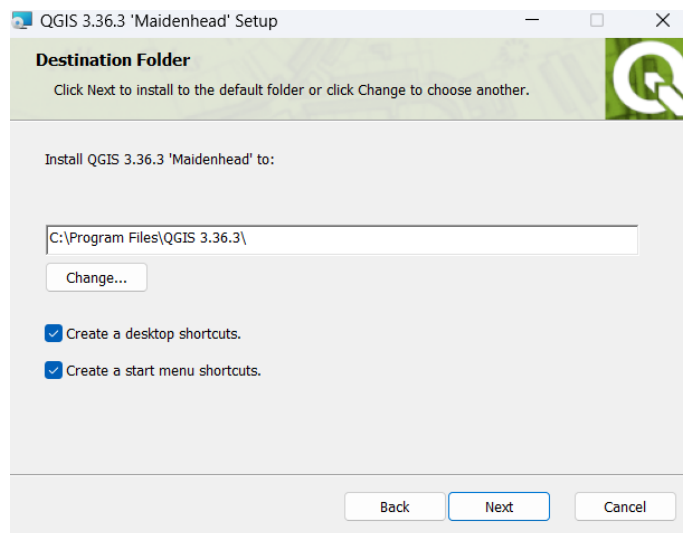 QGIS 3.36.3 'Maidenhead' Setup
Destination Folder
Click Next to install to the default folder or click Change to choose another.
Install QGIS 3.36.3 'Maidenhead' to:
C:\Program Files\QGIS 3.36.3\
Change...
Create a desktop shortcuts.
Create a start menu shortcuts.
Back Next Cancel